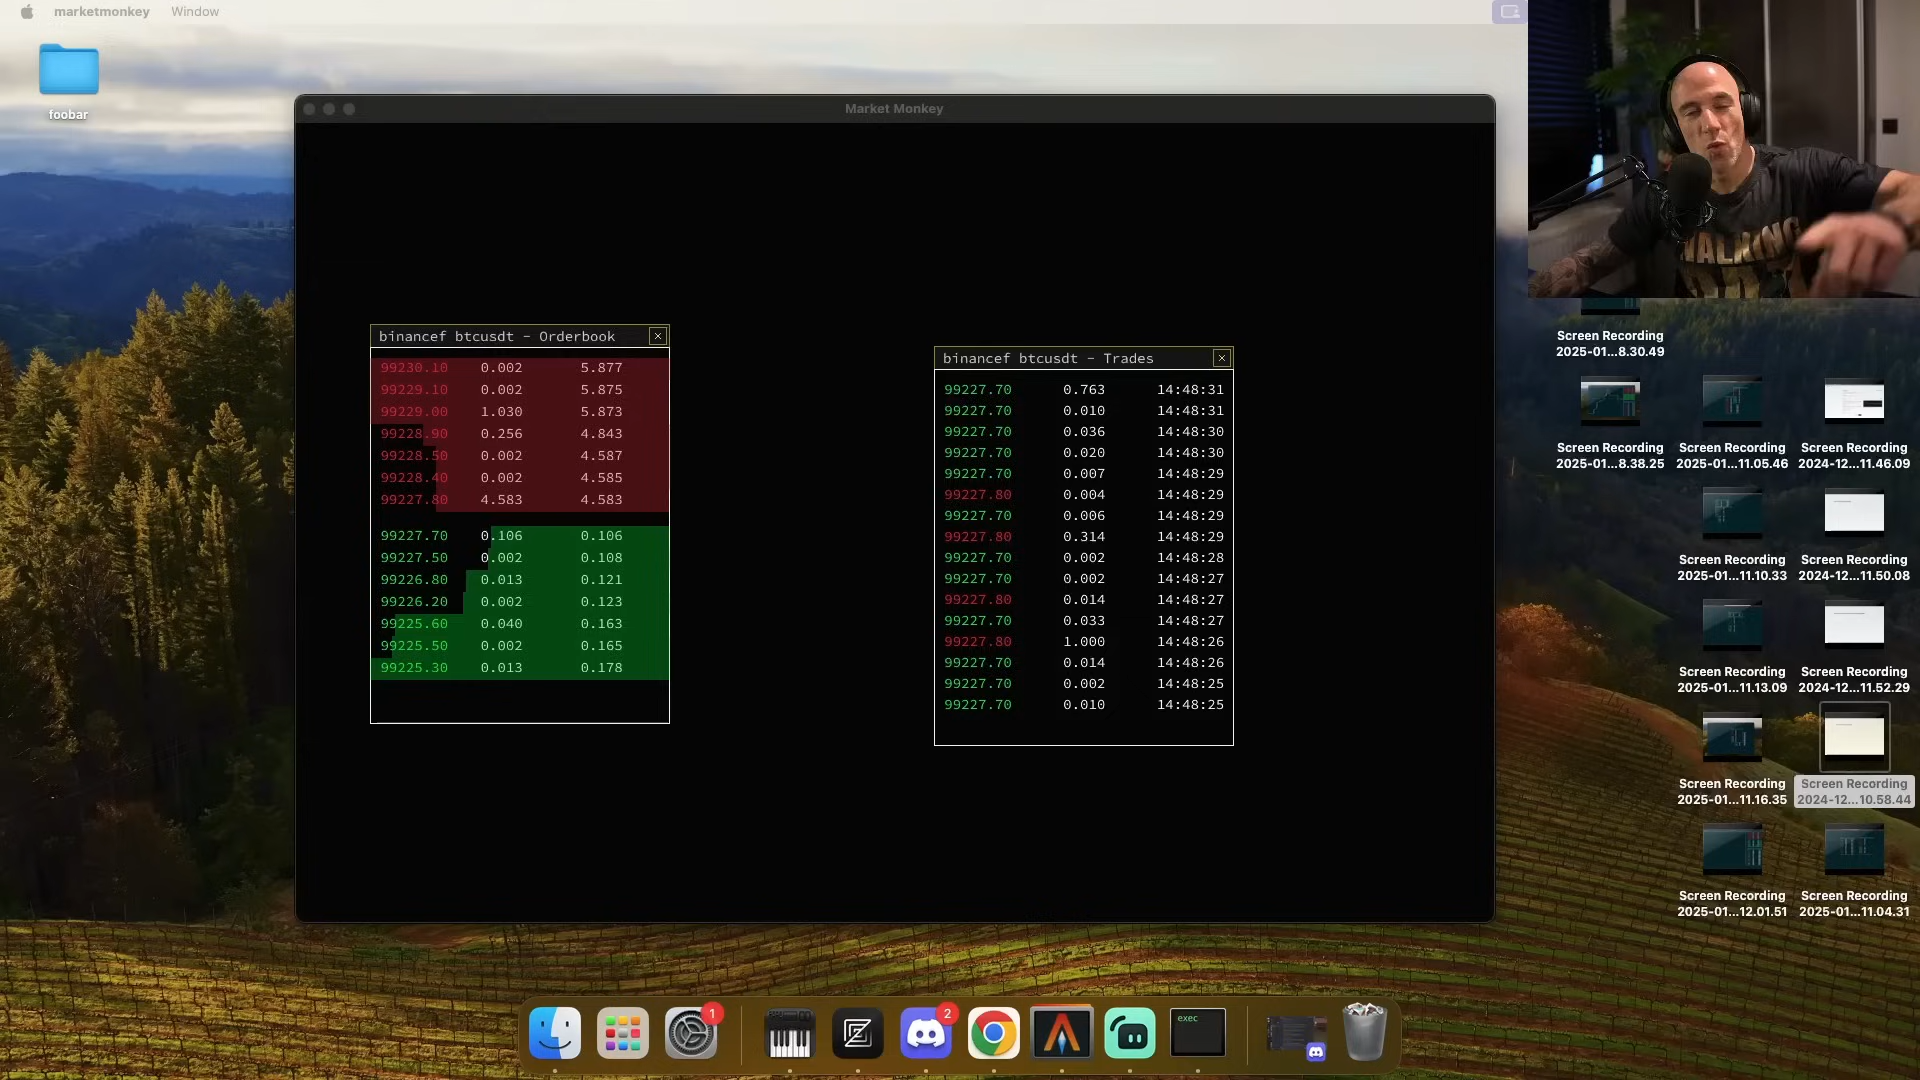 marketmonkey Window
foobar
Market Monkey
binancef btcusdt - Orderbook
99230.10 0.002 5.877
99229.10 0.002 5.875
99229.00 1.030 5.873
99228.90 0.256 4.843
99228.50 0.002 4.587
99228.40 0.002 4.585
99227.80 4.583 4.583
99227.70 0.106 0.106
99227.50 0.002 0.108
99226.80 0.013 0.121
99226.20 0.002 0.123
99225.60 0.040 0.163
99225.50 0.002 0.165
99225.30 0.013 0.178
binancef btcusdt - Trades
99227.70 0.763 14:48:31
99227.70 0.010 14:48:31
99227.70 0.036 14:48:30
99227.70 0.020 14:48:30
99227.70 0.007 14:48:29
99227.80 0.004 14:48:29
99227.70 0.006 14:48:29
99227.80 0.314 14:48:29
99227.70 0.002 14:48:28
99227.70 0.002 14:48:27
99227.80 0.014 14:48:27
99227.70 0.033 14:48:27
99227.80 1.000 14:48:26
99227.70 0.014 14:48:26
99227.70 0.002 14:48:25
99227.70 0.010 14:48:25
Screen Recording
2025-01...8.30.49
Screen Recording
2025-01...8.38.25
Screen Recording
2025-01...11.05.46
Screen Recording
2024-12...11.46.09
Screen Recording
2025-01...11.10.33
Screen Recording
2024-12...11.50.08
Screen Recording
2025-01...11.13.09
Screen Recording
2024-12...11.52.29
Screen Recording
2025-01...11.16.35
Screen Recording
2024-12...10.58.44
Screen Recording
2025-01...12.01.51
Screen Recording
2025-01...11.04.31
1
2
exec